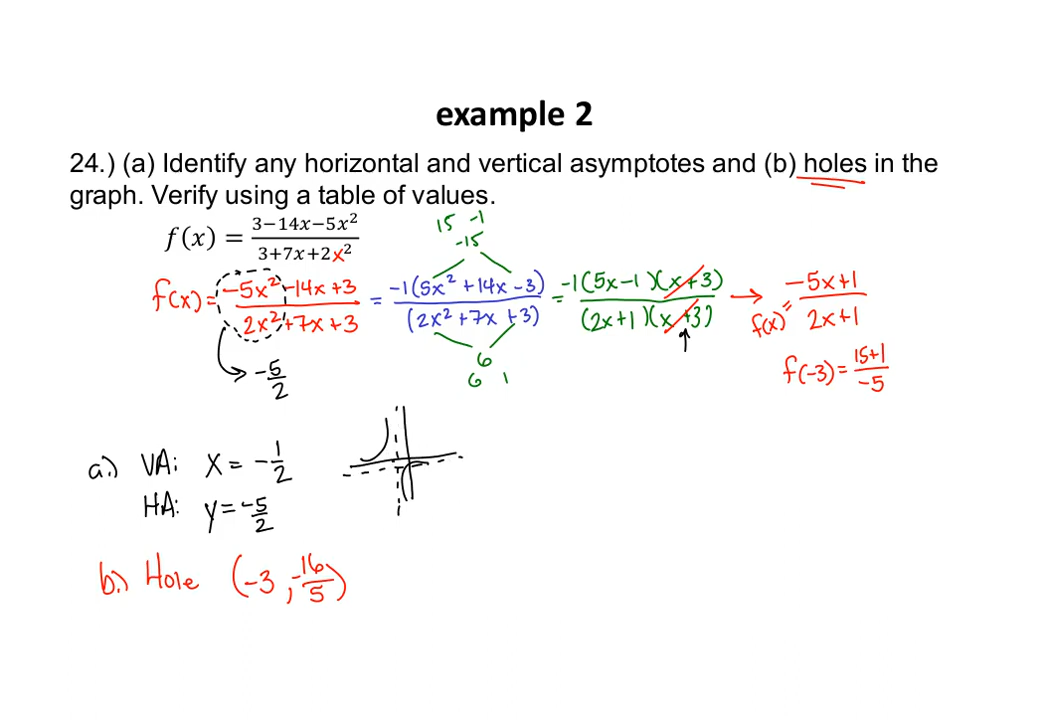 example 2
24.) (a) Identify any horizontal and vertical asymptotes and (b) holes in the
graph. Verify using a table of values.
f(x) = (3−14x−5x²)/(3+7x+2x²)
15 -1
-15
f(x) = (-5x² -14x +3)/(2x² +7x +3) = -1(5x² +14x -3)/(2x² +7x +3) = -1(5x-1)(x+3)/(2x+1)(x+3) → f(x) = (-5x+1)/(2x+1)
-5/2
6
6 1
f(-3) = (15+1)/-5
a.) VA: X = -1/2
HA: y = -5/2
b.) Hole (-3, -16/5)